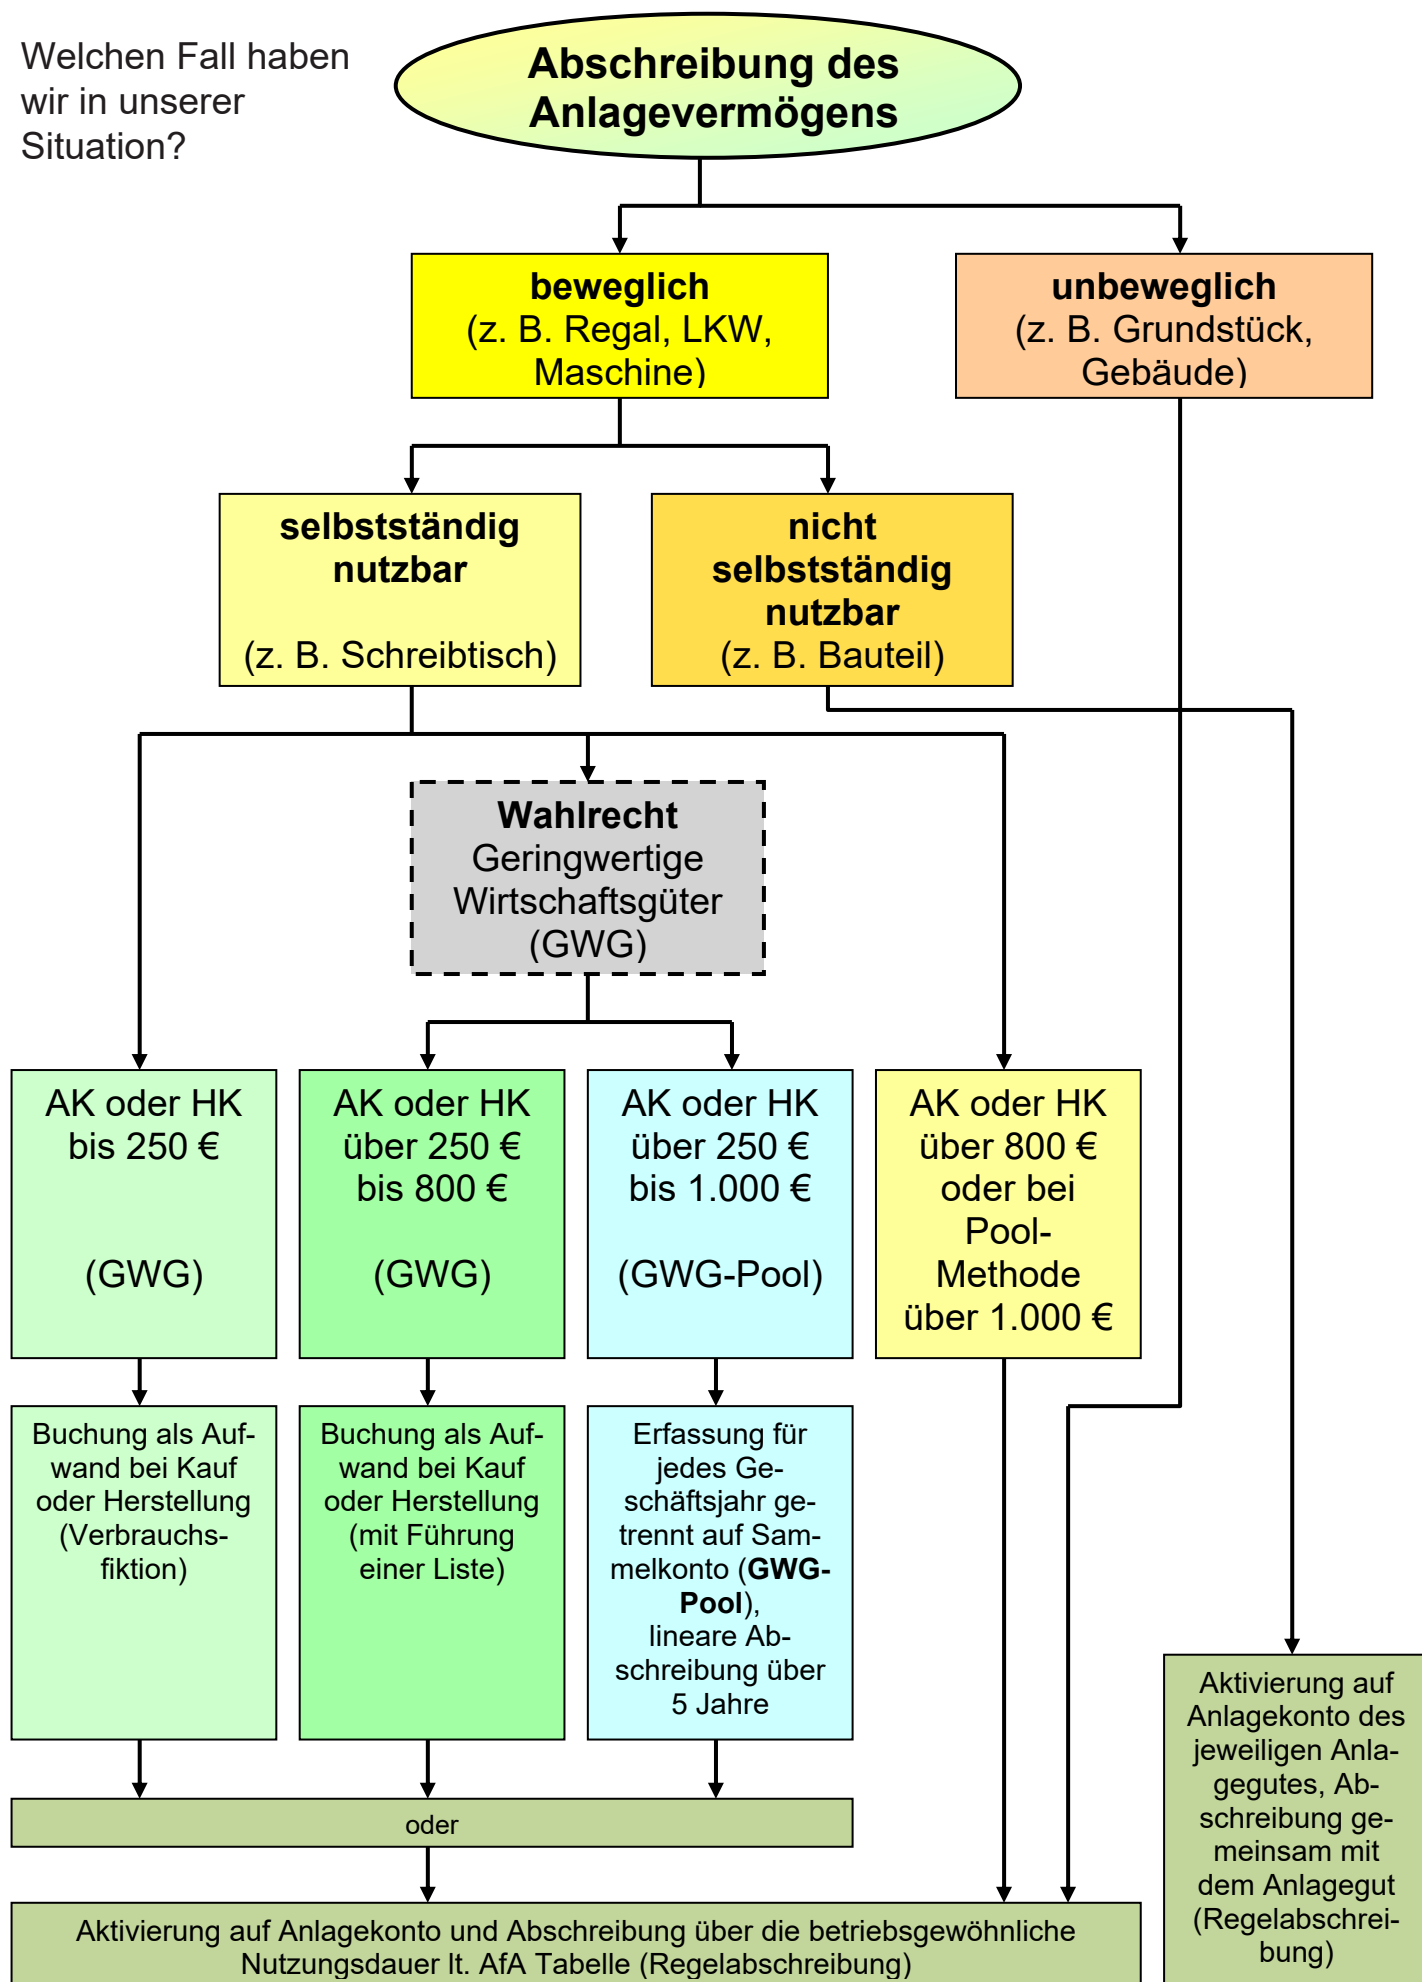 Welchen Fall haben
wir in unserer
Situation?
Abschreibung des
Anlagevermögens
beweglich
(z. B. Regal, LKW,
Maschine)
unbeweglich
(z. B. Grundstück,
Gebäude)
selbstständig
nutzbar
(z. B. Schreibtisch)
nicht
selbstständig
nutzbar
(z. B. Bauteil)
Wahlrecht
Geringwertige
Wirtschaftsgüter
(GWG)
AK oder HK
bis 250 €
(GWG)
AK oder HK
über 250 €
bis 800 €
(GWG)
AK oder HK
über 250 €
bis 1.000 €
(GWG-Pool)
AK oder HK
über 800 €
oder bei
Pool-
Methode
über 1.000 €
Buchung als Auf-
wand bei Kauf
oder Herstellung
(Verbrauchs-
fiktion)
Buchung als Auf-
wand bei Kauf
oder Herstellung
(mit Führung
einer Liste)
Erfassung für
jedes Ge-
schäftsjahr ge-
trennt auf Sam-
melkonto (GWG-
Pool),
lineare Ab-
schreibung über
5 Jahre
Aktivierung auf
Anlagekonto des
jeweiligen Anla-
gegutes, Ab-
schreibung ge-
meinsam mit
dem Anlagegut
(Regelabschrei-
bung)
oder
Aktivierung auf Anlagekonto und Abschreibung über die betriebsgewöhnliche
Nutzungsdauer lt. AfA Tabelle (Regelabschreibung)